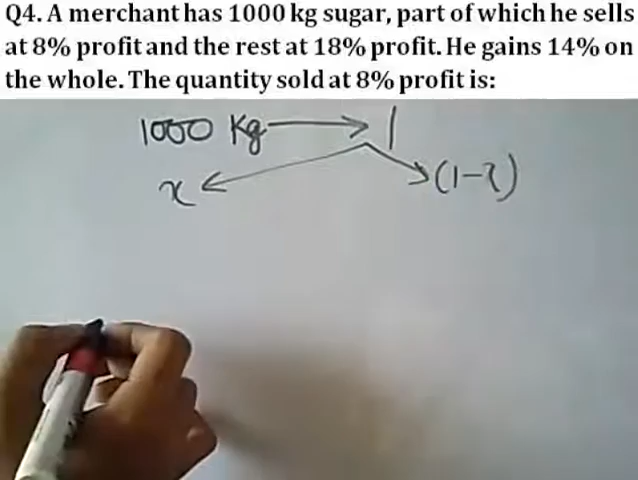 Q4. A merchant has 1000 kg sugar, part of which he sells
at 8% profit and the rest at 18% profit. He gains 14% on
the whole. The quantity sold at 8% profit is:
1000 Kg → 1
x ← → (1-x)